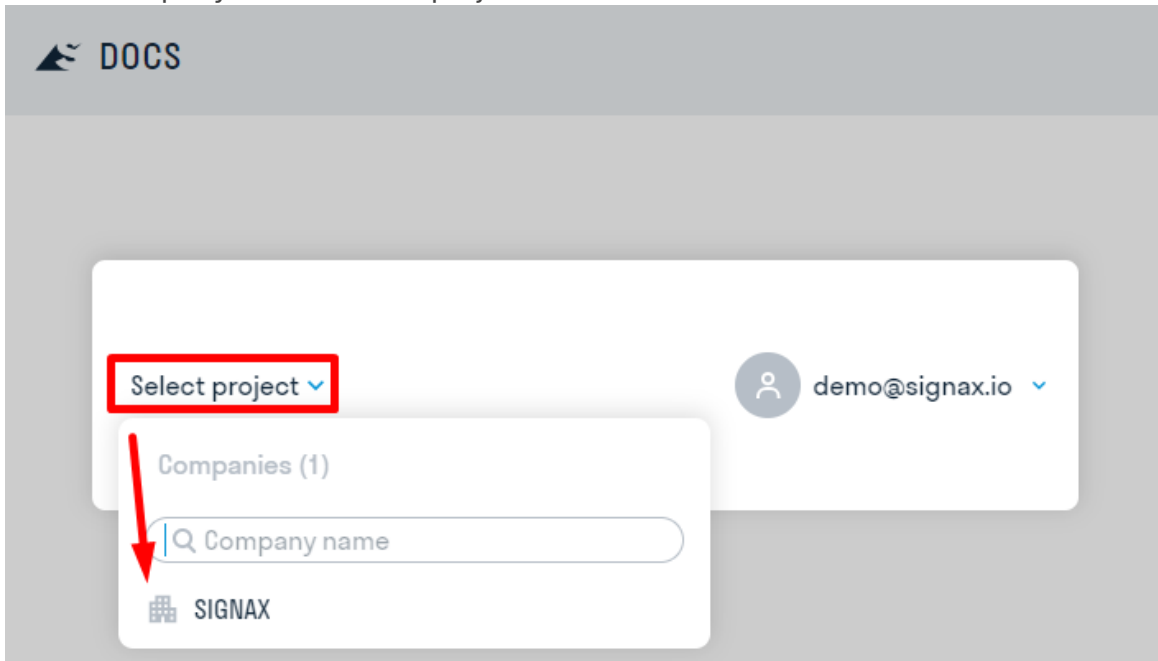 DOCS
Select project
demo@signax.io
Companies (1)
Company name
SIGNAX